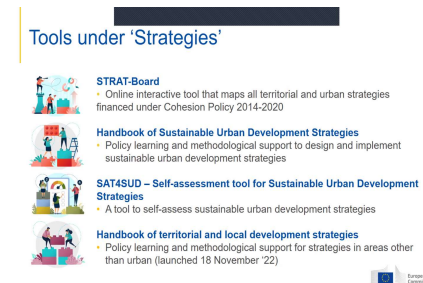 Tools under ‘Strategies’
STRAT-Board
• Online interactive tool that maps all territorial and urban strategies
financed under Cohesion Policy 2014-2020
Handbook of Sustainable Urban Development Strategies
• Policy learning and methodological support to design and implement
sustainable urban development strategies
SAT4SUD – Self-assessment tool for Sustainable Urban Development
Strategies
• A tool to self-assess sustainable urban development strategies
Handbook of territorial and local development strategies
• Policy learning and methodological support for strategies in areas other
than urban (launched 18 November ‘22)